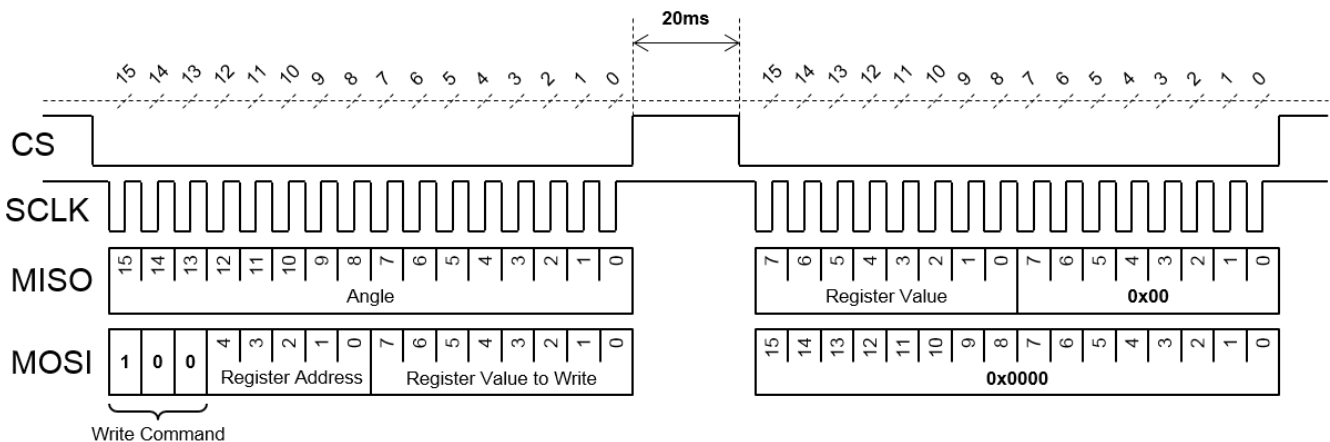 20ms
15 14 13 12 11 10 9 8 7 6 5 4 3 2 1 0 15 14 13 12 11 10 9 8 7 6 5 4 3 2 1 0
CS
SCLK
MISO 15 14 13 12 11 10 9 8 7 6 5 4 3 2 1 0 7 6 5 4 3 2 1 0 7 6 5 4 3 2 1 0
Angle Register Value 0x00
MOSI 1 0 0 4 3 2 1 0 7 6 5 4 3 2 1 0 15 14 13 12 11 10 9 8 7 6 5 4 3 2 1 0
Register Address Register Value to Write 0x0000
Write Command